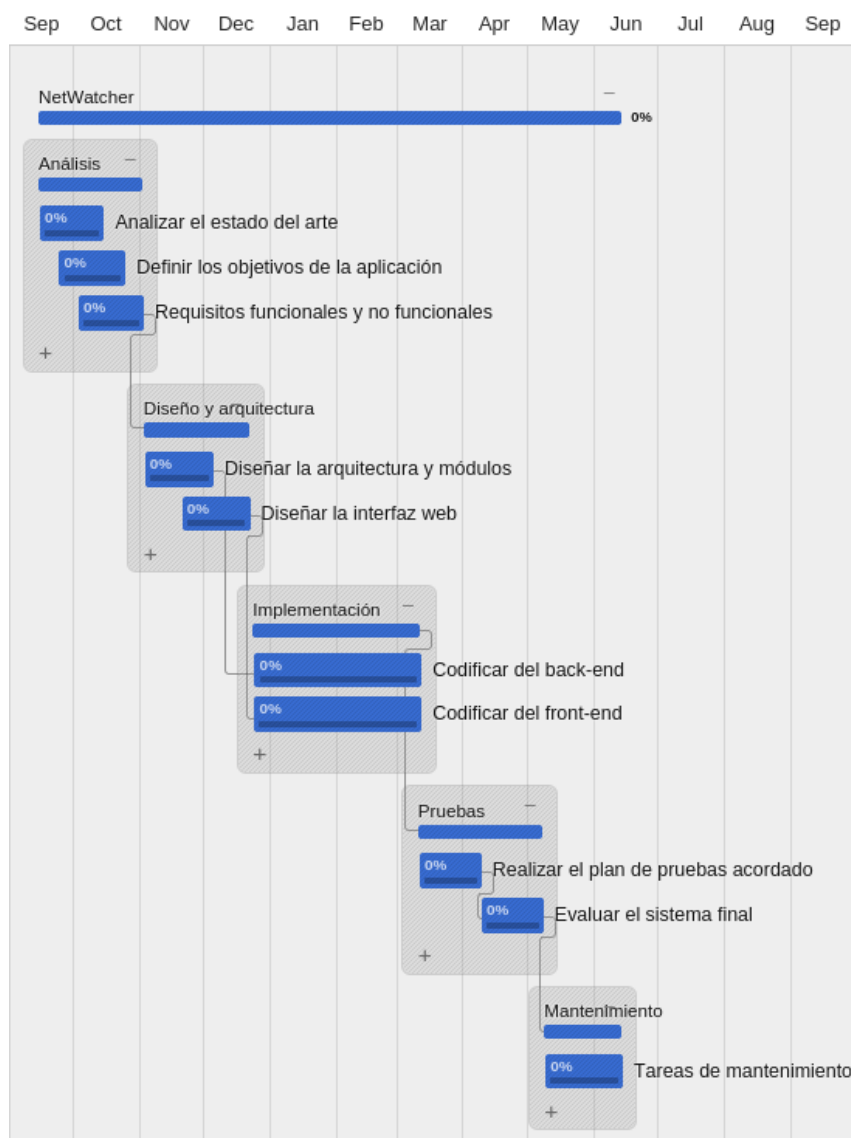 Sep Oct Nov Dec Jan Feb Mar Apr May Jun Jul Aug Sep
NetWatcher
0%
Análisis
0% Analizar el estado del arte
0% Definir los objetivos de la aplicación
0% Requisitos funcionales y no funcionales
+
Diseño y arquitectura
0% Diseñar la arquitectura y módulos
0% Diseñar la interfaz web
+
Implementación
0% Codificar del back-end
0% Codificar del front-end
+
Pruebas
0% Realizar el plan de pruebas acordado
0% Evaluar el sistema final
+
Mantenimiento
0% Tareas de mantenimiento
+